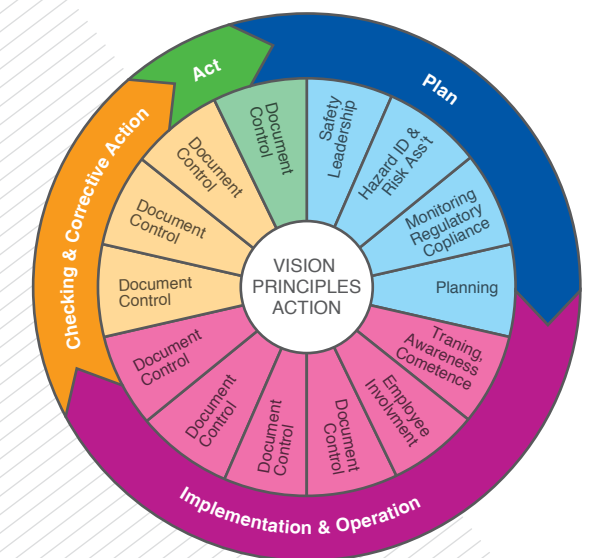 Act
Plan
Implementation & Operation
Checking & Corrective Action
Safety
Leadership
Hazard ID &
Risk Ass't
Monitoring
Regulatory
Copliance
Planning
Traning,
Awareness
Cometence
Employee
Involvment
Document
Control
Document
Control
Document
Control
Document
Control
Document
Control
Document
Control
Document
Control
Document
Control
VISION
PRINCIPLES
ACTION